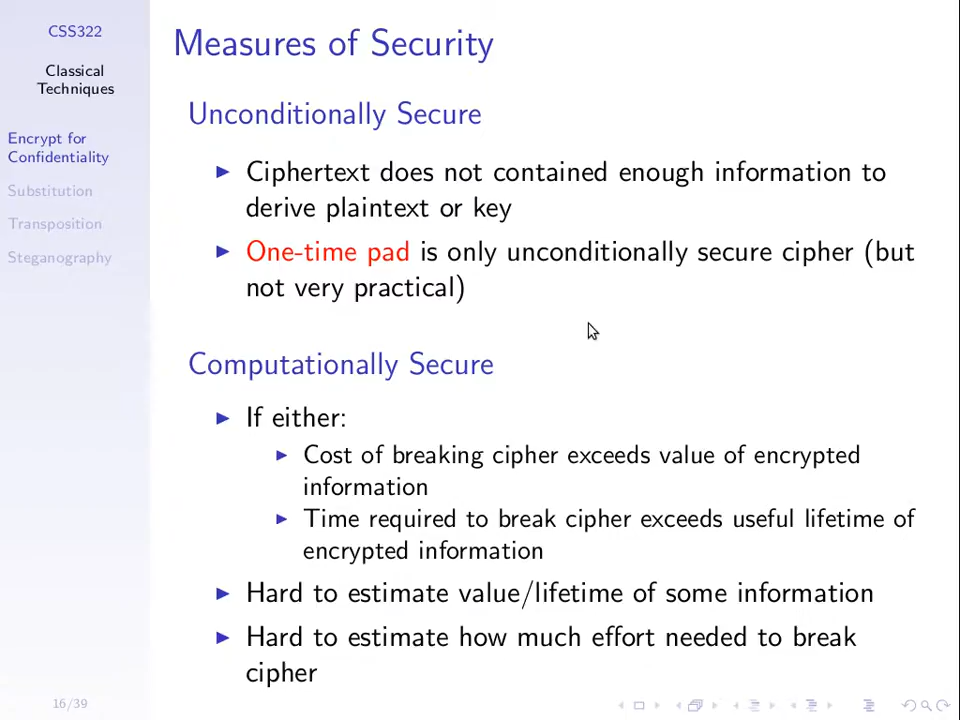 CSS322
Classical
Techniques
Encrypt for
Confidentiality
Substitution
Transposition
Steganography
16/39
Measures of Security
Unconditionally Secure
Ciphertext does not contained enough information to
derive plaintext or key
One-time pad is only unconditionally secure cipher (but
not very practical)
Computationally Secure
If either:
Cost of breaking cipher exceeds value of encrypted
information
Time required to break cipher exceeds useful lifetime of
encrypted information
Hard to estimate value/lifetime of some information
Hard to estimate how much effort needed to break
cipher